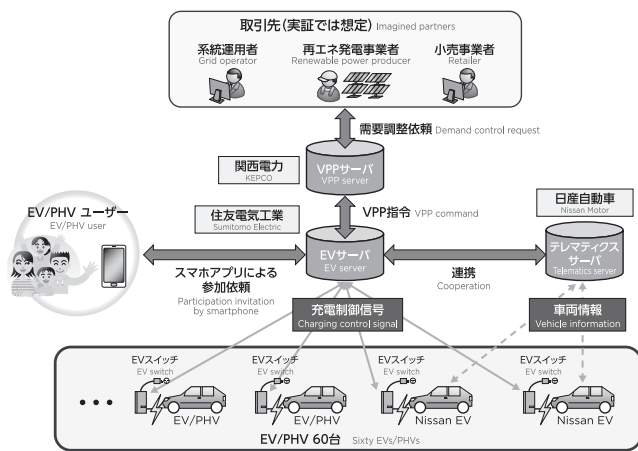 取引先(実証では想定) Imagined partners
系統運用者
Grid operator
再エネ発電事業者
Renewable power producer
小売事業者
Retailer
需要調整依頼 Demand control request
関西電力
KEPCO
VPPサーバ
VPP server
EV/PHV ユーザー
EV/PHV user
住友電気工業
Sumitomo Electric
VPP指令 VPP command
日産自動車
Nissan Motor
EVサーバ
EV server
テレマティクス
サーバ
Telematics server
スマホアプリによる
参加依頼
Participation invitation
by smartphone
連携
Cooperation
充電制御信号
Charging control signal
車両情報
Vehicle information
EVスイッチ
EV switch
EVスイッチ
EV switch
EVスイッチ
EV switch
EVスイッチ
EV switch
EV/PHV
EV/PHV
Nissan EV
Nissan EV
EV/PHV 60台 Sixty EVs/PHVs